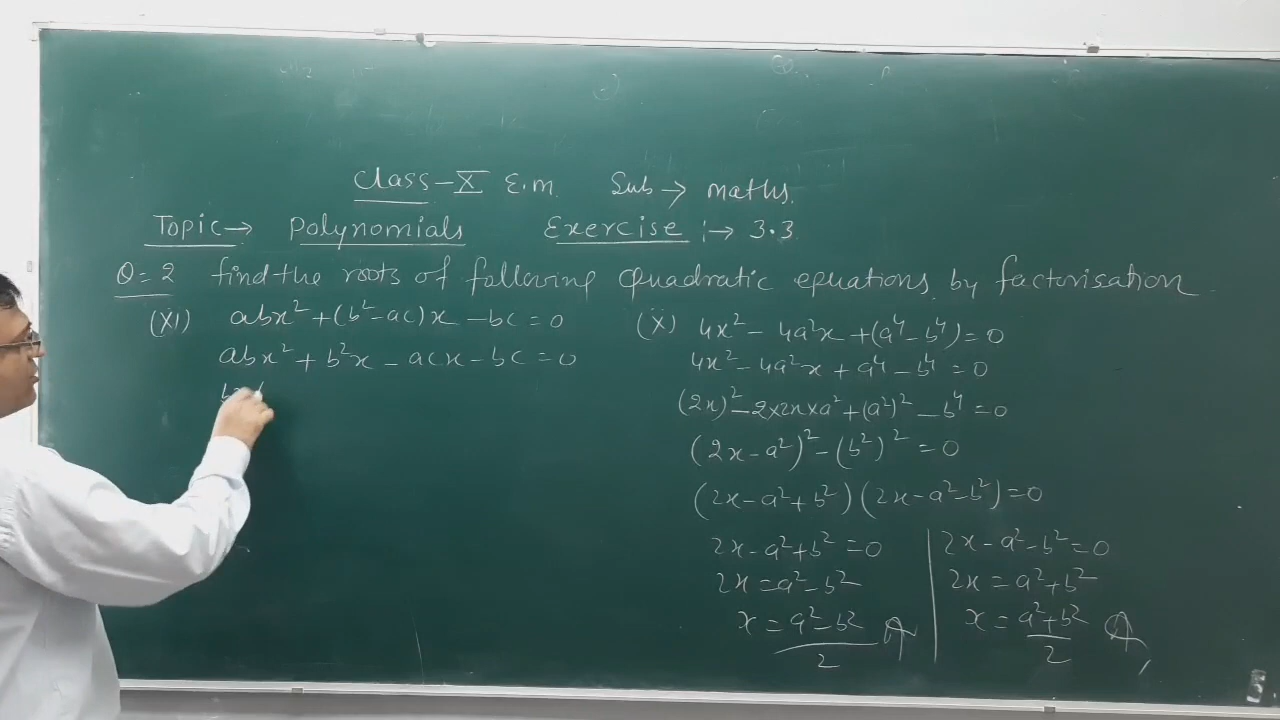 Class-X E.m. Sub → maths.
Topic → Polynomials Exercise :→ 3.3
Q=2 find the roots of following quadratic equations by factorisation
(XI) abx² + (b²-ac)x - bc = 0
abx² + b²x - acx - bc = 0
(X) 4x² - 4a²x + (a⁴ - b⁴) = 0
4x² - 4a²x + a⁴ - b⁴ = 0
(2x)² - 2×2x×a² + (a²)² - b⁴ = 0
(2x-a²)² - (b²)² = 0
(2x-a²+b²)(2x-a²-b²) = 0
2x-a²+b² = 0
2x = a²-b²
x = a²-b²
2
2x-a²-b² = 0
2x = a²+b²
x = a²+b²
2